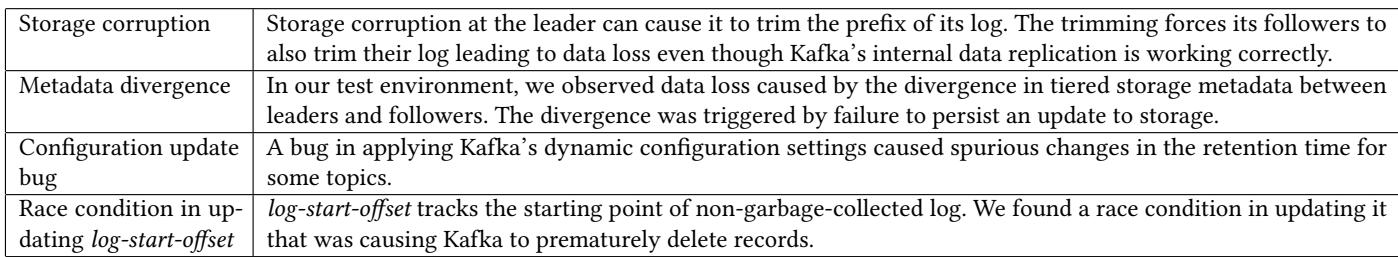 Storage corruption Storage corruption at the leader can cause it to trim the prefix of its log. The trimming forces its followers to
also trim their log leading to data loss even though Kafka's internal data replication is working correctly.
Metadata divergence In our test environment, we observed data loss caused by the divergence in tiered storage metadata between
leaders and followers. The divergence was triggered by failure to persist an update to storage.
Configuration update A bug in applying Kafka's dynamic configuration settings caused spurious changes in the retention time for
bug some topics.
Race condition in up- log-start-offset tracks the starting point of non-garbage-collected log. We found a race condition in updating it
dating log-start-offset that was causing Kafka to prematurely delete records.